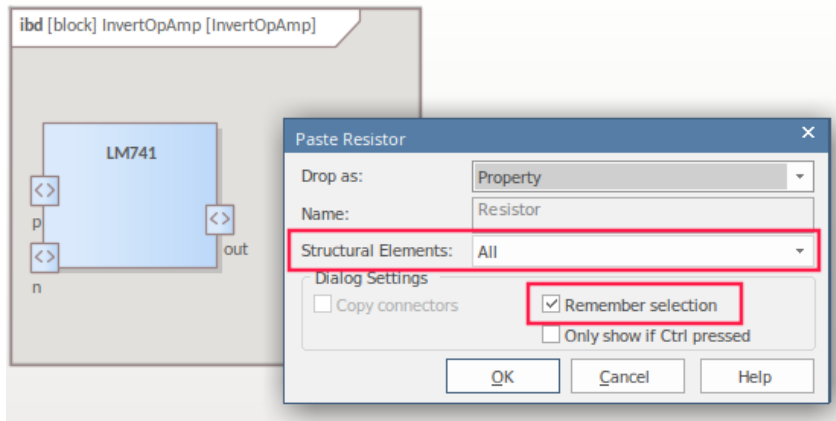 ibd [block] InvertOpAmp [InvertOpAmp]
LM741
<>
p
<>
n
<>
out
Paste Resistor
Drop as: Property
Name: Resistor
Structural Elements: All
Dialog Settings
Copy connectors
Remember selection
Only show if Ctrl pressed
OK Cancel Help